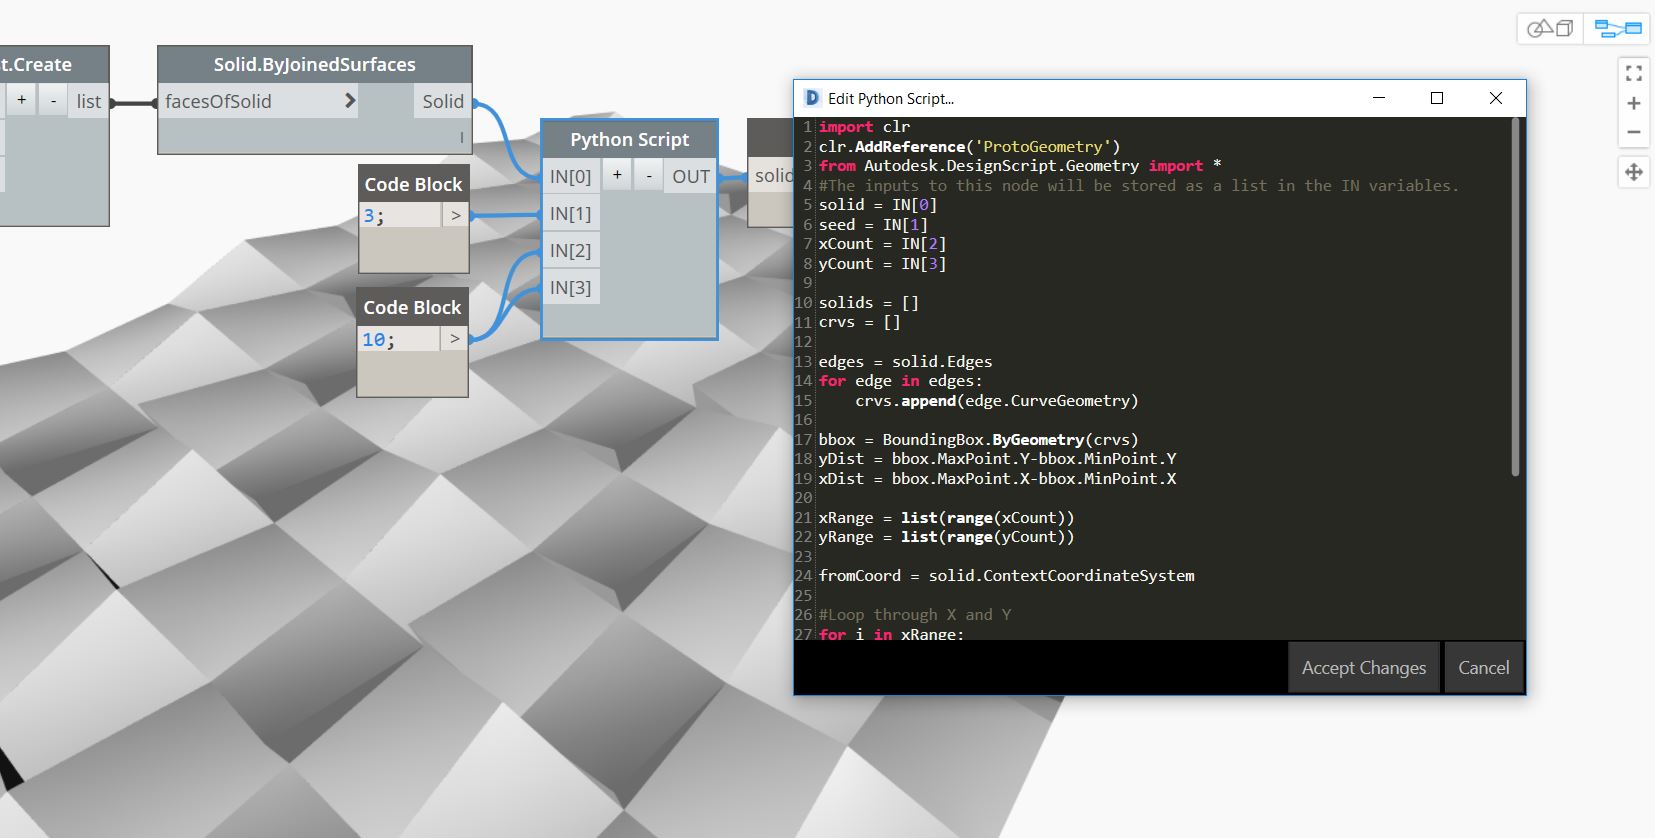 t.Create
+ - list
Solid.ByJoinedSurfaces
facesOfSolid > Solid
Code Block
3; >
Code Block
10; >
Python Script
IN[0] + - OUT
IN[1]
IN[2]
IN[3]
solid
Edit Python Script...
1 import clr
2 clr.AddReference('ProtoGeometry')
3 from Autodesk.DesignScript.Geometry import *
4 #The inputs to this node will be stored as a list in the IN variables.
5 solid = IN[0]
6 seed = IN[1]
7 xCount = IN[2]
8 yCount = IN[3]
9
10 solids = []
11 crvs = []
12
13 edges = solid.Edges
14 for edge in edges:
15     crvs.append(edge.CurveGeometry)
16
17 bbox = BoundingBox.ByGeometry(crvs)
18 yDist = bbox.MaxPoint.Y-bbox.MinPoint.Y
19 xDist = bbox.MaxPoint.X-bbox.MinPoint.X
20
21 xRange = list(range(xCount))
22 yRange = list(range(yCount))
23
24 fromCoord = solid.ContextCoordinateSystem
25
26 #Loop through X and Y
27 for i in xRange:
Accept Changes Cancel